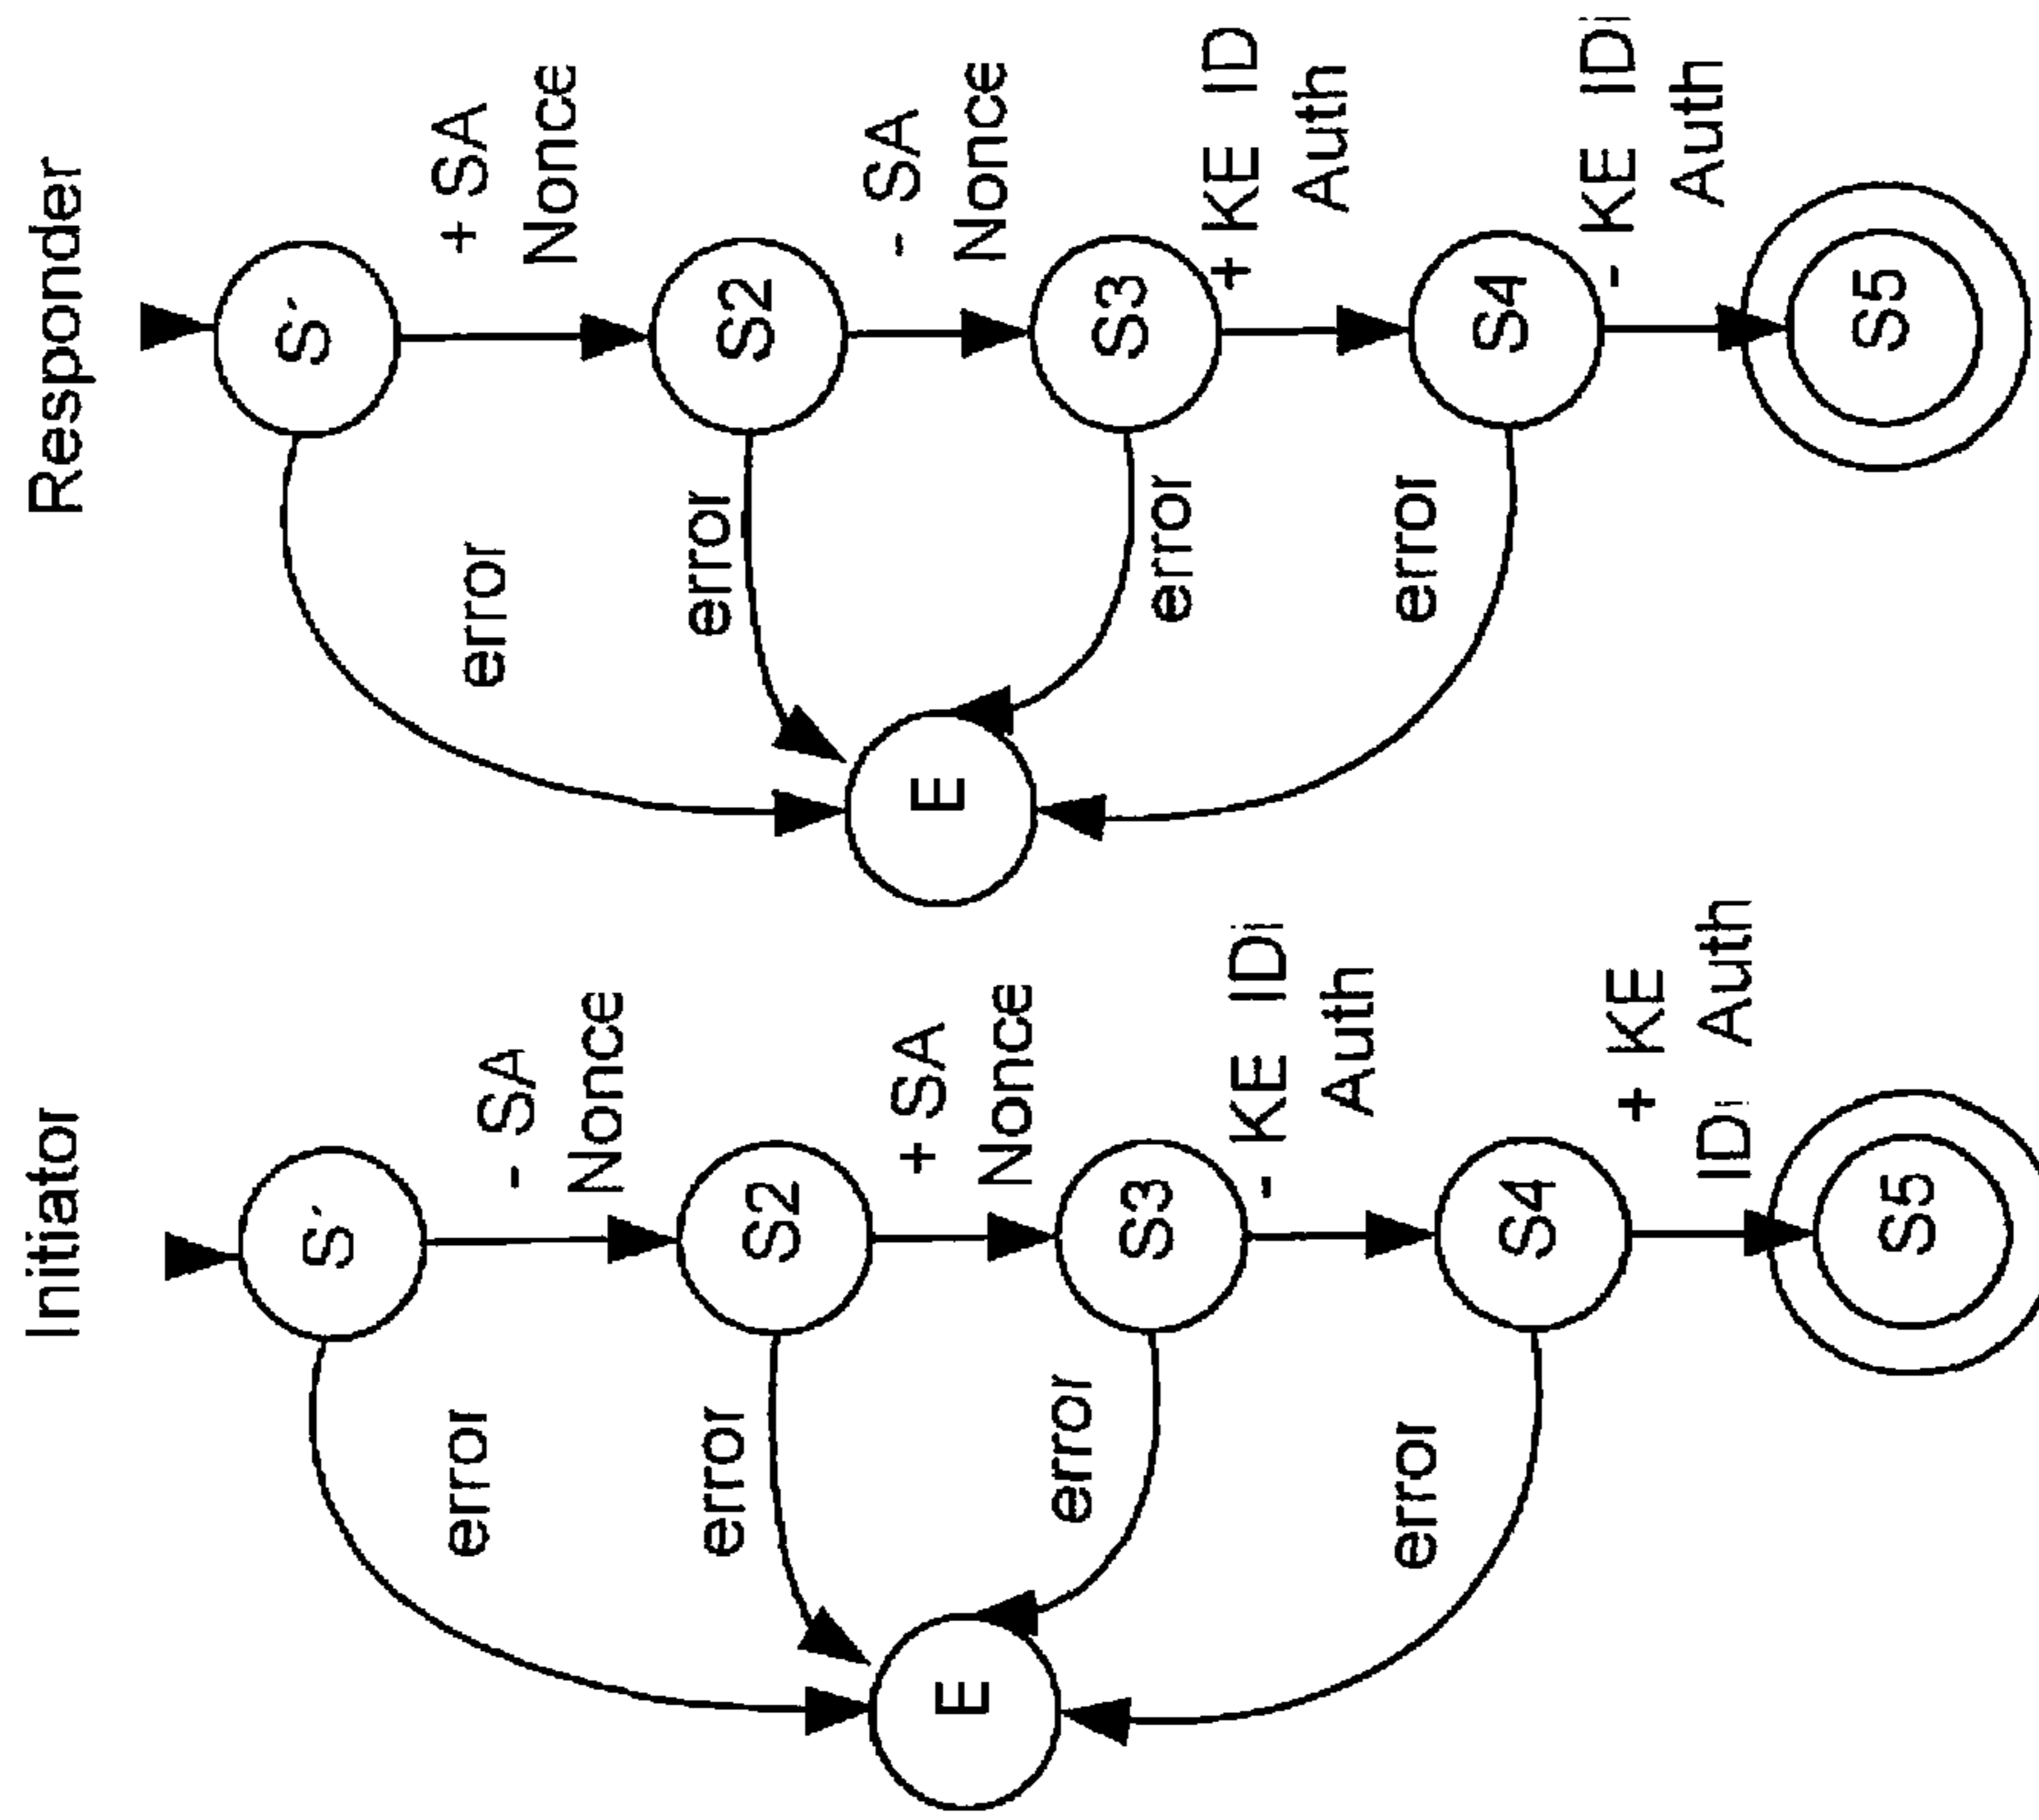 Initiator
S'
- SA
Nonce
error
S2
error
+ SA
Nonce
E
S3
error
- KE IDi
Auth
S4
error
+ KE
IDi Auth
S5
Responder
S'
+ SA
Nonce
error
S2
error
- SA
Nonce
E
S3
error
+ KE ID
Auth
S4
error
- KE IDi
Auth
S5